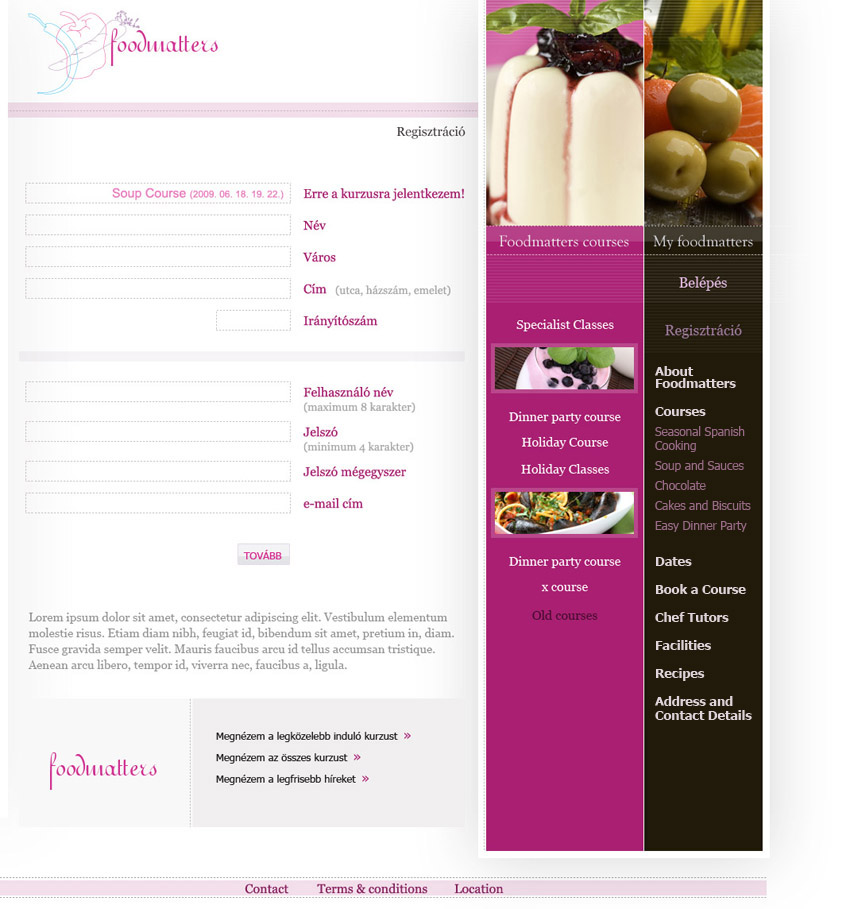 foodmatters
Regisztráció
Soup Course (2009. 06. 18. 19. 22.)
Erre a kurzusra jelentkezem!
Név
Város
Cím (utca, házszám, emelet)
Irányítószám
Felhasználó név
(maximum 8 karakter)
Jelszó
(minimum 4 karakter)
Jelszó mégegyszer
e-mail cím
TOVÁBB
Lorem ipsum dolor sit amet, consectetur adipiscing elit. Vestibulum elementum
molestie risus. Etiam diam nibh, feugiat id, bibendum sit amet, pretium in, diam.
Fusce gravida semper velit. Mauris faucibus arcu id tellus accumsan tristique.
Aenean arcu libero, tempor id, viverra nec, faucibus a, ligula.
foodmatters
Megnézem a legközelebb induló kurzust »
Megnézem az összes kurzust »
Megnézem a legfrisebb híreket »
Foodmatters courses
Specialist Classes
Dinner party course
Holiday Course
Holiday Classes
Dinner party course
x course
Old courses
My foodmatters
Belépés
Regisztráció
About
Foodmatters
Courses
Seasonal Spanish
Cooking
Soup and Sauces
Chocolate
Cakes and Biscuits
Easy Dinner Party
Dates
Book a Course
Chef Tutors
Facilities
Recipes
Address and
Contact Details
Contact
Terms & conditions
Location